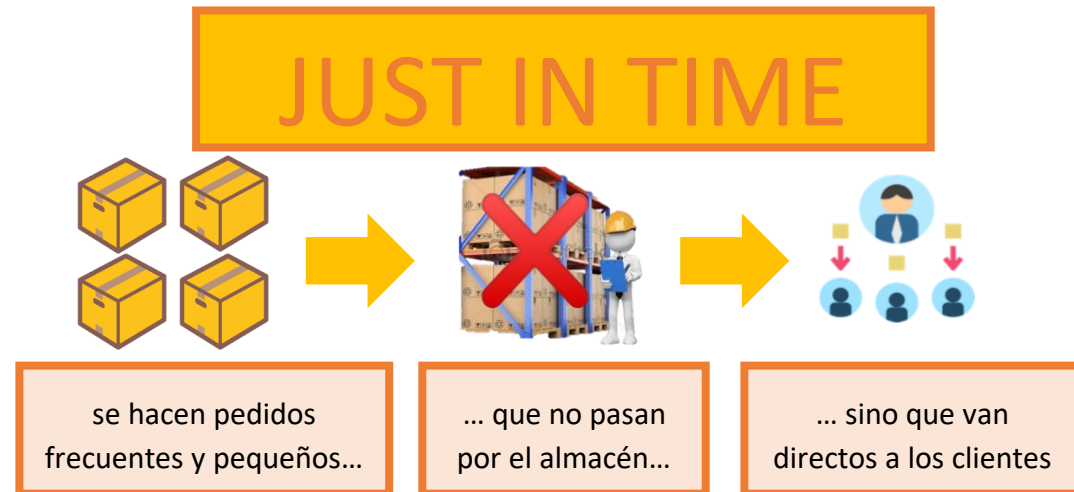 JUST IN TIME
se hacen pedidos
frecuentes y pequeños…
… que no pasan
por el almacén…
… sino que van
directos a los clientes